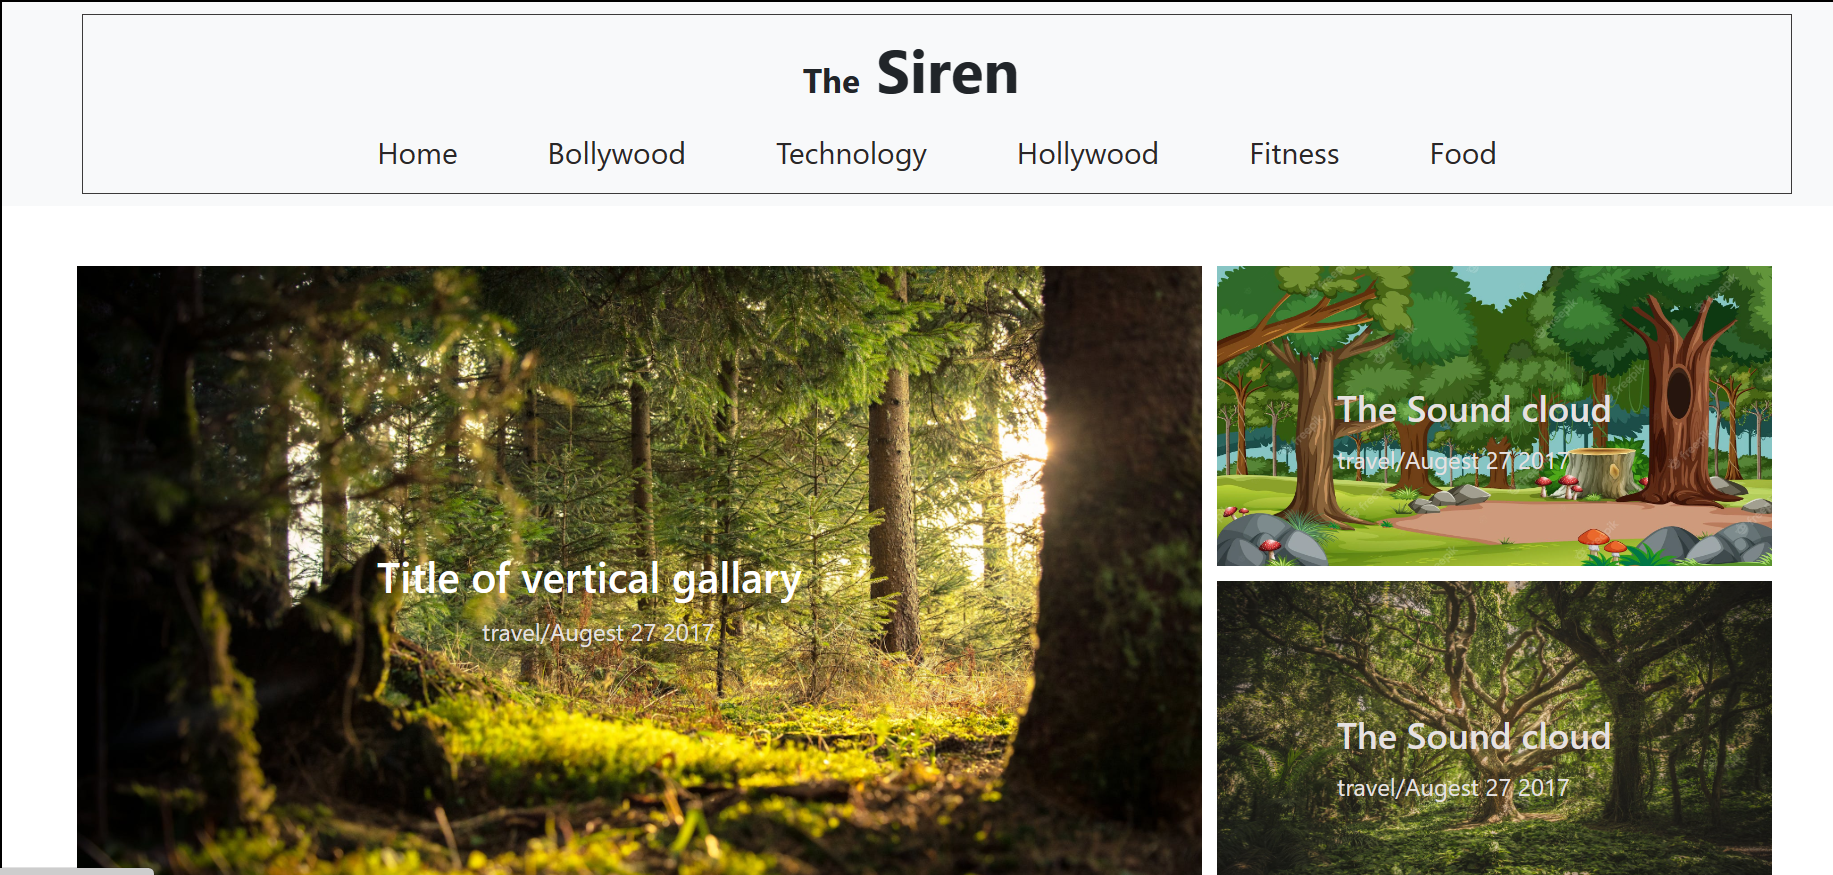 The Siren
Home Bollywood Technology Hollywood Fitness Food
Title of vertical gallary
travel/Augest 27 2017
The Sound cloud
travel/Augest 27 2017
The Sound cloud
travel/Augest 27 2017